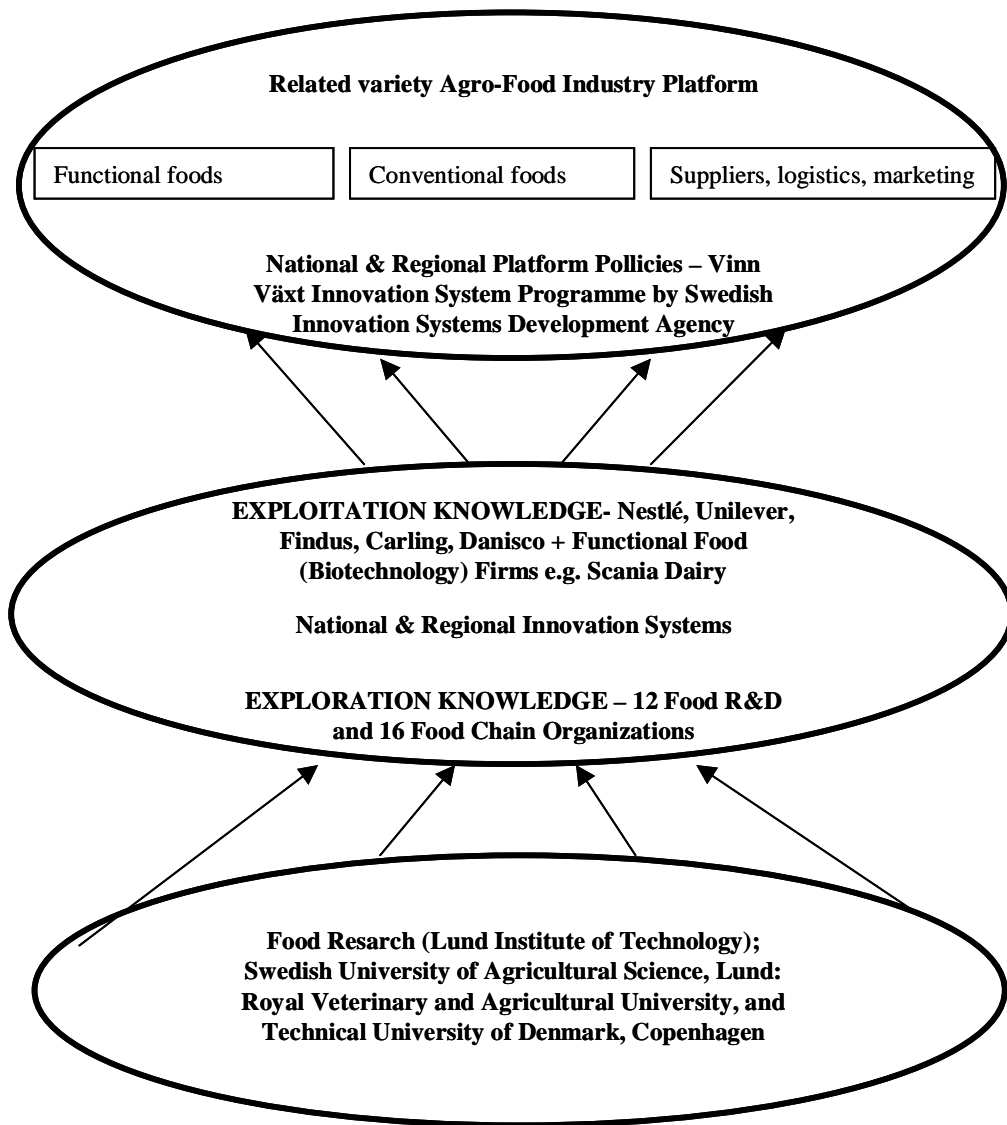 Related variety Agro-Food Industry Platform
Functional foods
Conventional foods
Suppliers, logistics, marketing
National & Regional Platform Pollicies – Vinn
Växt Innovation System Programme by Swedish
Innovation Systems Development Agency
EXPLOITATION KNOWLEDGE- Nestlé, Unilever,
Findus, Carling, Danisco + Functional Food
(Biotechnology) Firms e.g. Scania Dairy
National & Regional Innovation Systems
EXPLORATION KNOWLEDGE – 12 Food R&D
and 16 Food Chain Organizations
Food Resarch (Lund Institute of Technology);
Swedish University of Agricultural Science, Lund:
Royal Veterinary and Agricultural University, and
Technical University of Denmark, Copenhagen